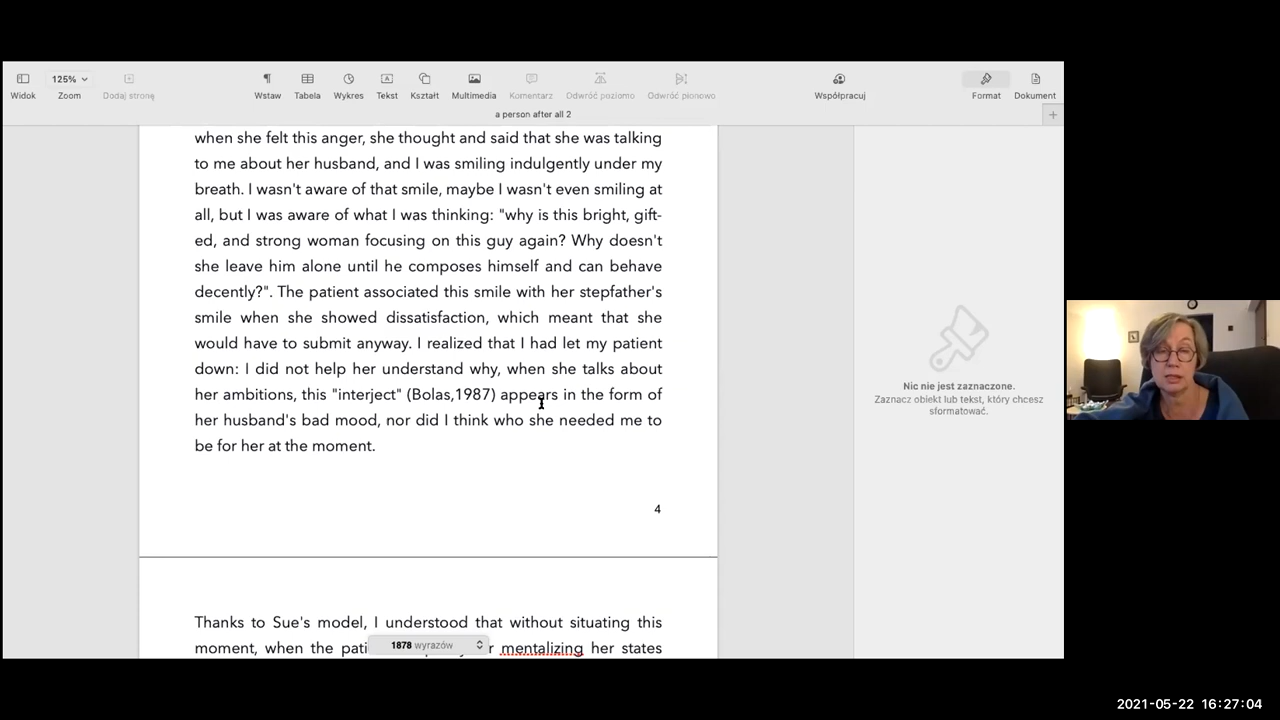 125%
Widok
Zoom
Dodaj stronę
Wstaw
Tabela
Wykres
Tekst
Kształt
Multimedia
Komentarz
Odwróć poziomo
Odwróć pionowo
Współpracuj
Format
Dokument
a person after all 2
when she felt this anger, she thought and said that she was talking
to me about her husband, and I was smiling indulgently under my
breath. I wasn't aware of that smile, maybe I wasn't even smiling at
all, but I was aware of what I was thinking: "why is this bright, gift-
ed, and strong woman focusing on this guy again? Why doesn't
she leave him alone until he composes himself and can behave
decently?". The patient associated this smile with her stepfather's
smile when she showed dissatisfaction, which meant that she
would have to submit anyway. I realized that I had let my patient
down: I did not help her understand why, when she talks about
her ambitions, this "interject" (Bolas,1987) appears in the form of
her husband's bad mood, nor did I think who she needed me to
be for her at the moment.
4
Thanks to Sue's model, I understood that without situating this
moment, when the mentalizing her states
1878 wyrazów
Nic nie jest zaznaczone.
Zaznacz obiekt lub tekst, który chcesz
sformatować.
2021-05-22 16:27:04